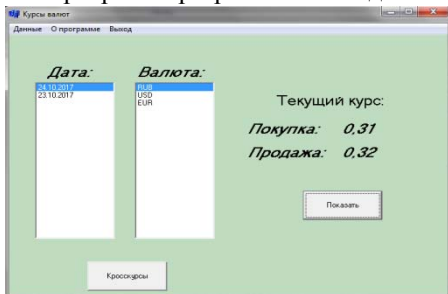 Курсы валют
Данные О программе Выход
Дата: Валюта:
24.10.2017 RUB
23.10.2017 USD
EUR
Текущий курс:
Покупка: 0,31
Продажа: 0,32
Показать
Кросскурсы